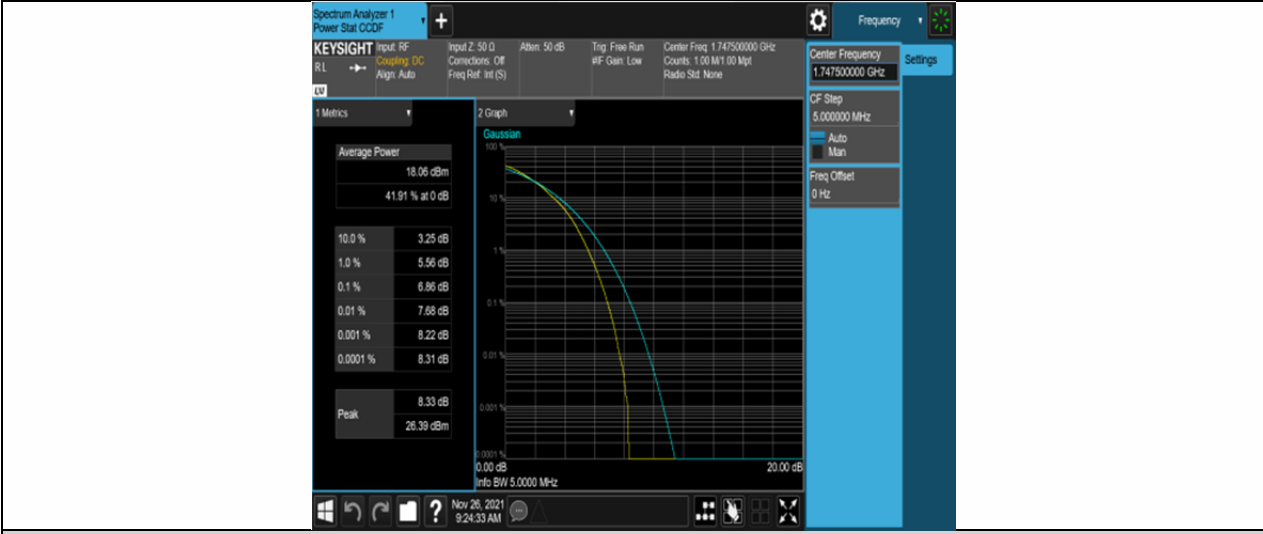 Spectrum Analyzer 1
Power Stat CCDF
+
Frequency
KEYSIGHT
RL
LV
Input: RF
Coupling: DC
Align: Auto
Input Z: 50 Ω
Corrections: Off
Freq Ref: Int (S)
Atten: 50 dB
Trig: Free Run
#IF Gain: Low
Center Freq: 1.747500000 GHz
Counts: 1.00 M/1.00 Mpt
Radio Std: None
Center Frequency
1.747500000 GHz
Settings
CF Step
5.000000 MHz
Auto
Man
Freq Offset
0 Hz
1 Metrics
Average Power
18.06 dBm
41.91 % at 0 dB
10.0 % 3.25 dB
1.0 % 5.56 dB
0.1 % 6.86 dB
0.01 % 7.68 dB
0.001 % 8.22 dB
0.0001 % 8.31 dB
Peak
8.33 dB
26.39 dBm
2 Graph
Gaussian
100 %
10 %
1 %
0.1 %
0.01 %
0.001 %
0.0001 %
0.00 dB 20.00 dB
Info BW 5.0000 MHz
?
Nov 26, 2021
9:24:33 AM